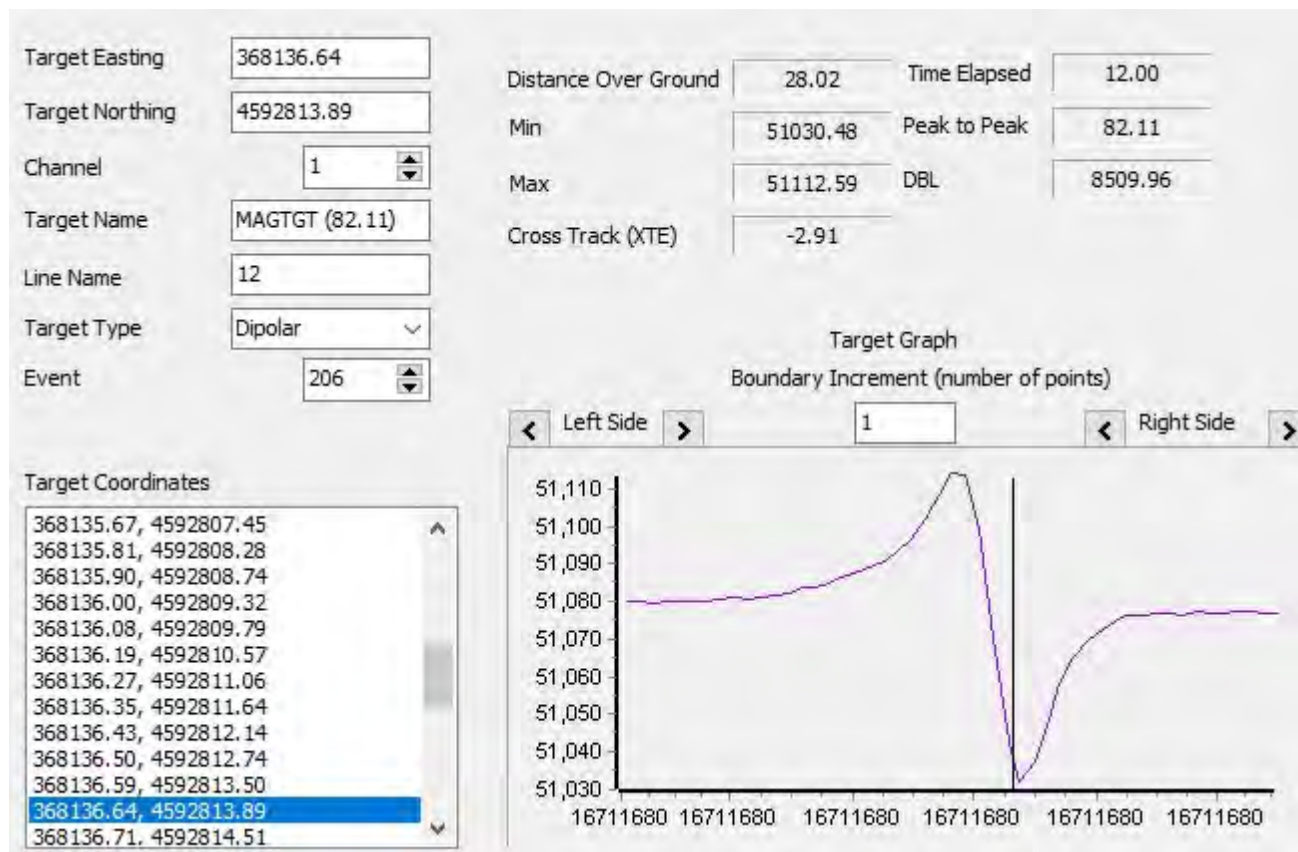 Target Easting 368136.64
Target Northing 4592813.89
Channel 1
Target Name MAGTGT (82.11)
Line Name 12
Target Type Dipolar
Event 206
Distance Over Ground 28.02 Time Elapsed 12.00
Min 51030.48 Peak to Peak 82.11
Max 51112.59 DBL 8509.96
Cross Track (XTE) -2.91
Target Graph
Boundary Increment (number of points)
Left Side 1 Right Side
Target Coordinates
368135.67, 4592807.45
368135.81, 4592808.28
368135.90, 4592808.74
368136.00, 4592809.32
368136.08, 4592809.79
368136.19, 4592810.57
368136.27, 4592811.06
368136.35, 4592811.64
368136.43, 4592812.14
368136.50, 4592812.74
368136.59, 4592813.50
368136.64, 4592813.89
368136.71, 4592814.51
51,110
51,100
51,090
51,080
51,070
51,060
51,050
51,040
51,030
16711680 16711680 16711680 16711680 16711680 16711680